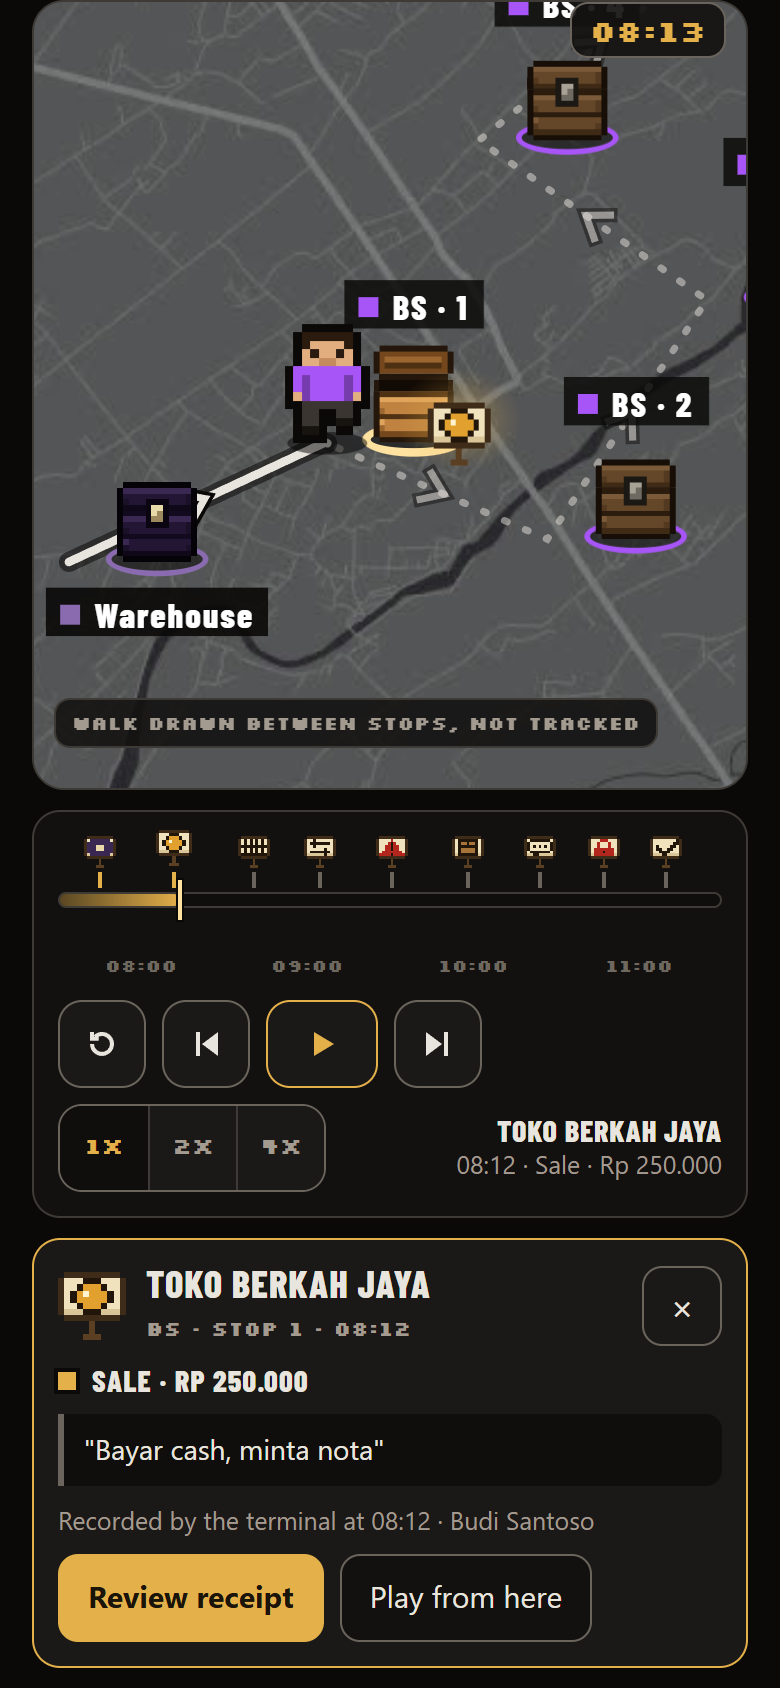 08:13
BS · 1
BS · 2
Warehouse
WALK DRAWN BETWEEN STOPS, NOT TRACKED
08:00 09:00 10:00 11:00
1X 2X 4X
TOKO BERKAH JAYA
08:12 · Sale · Rp 250.000
TOKO BERKAH JAYA
BS · STOP 1 · 08:12
×
SALE · RP 250.000
"Bayar cash, minta nota"
Recorded by the terminal at 08:12 · Budi Santoso
Review receipt Play from here